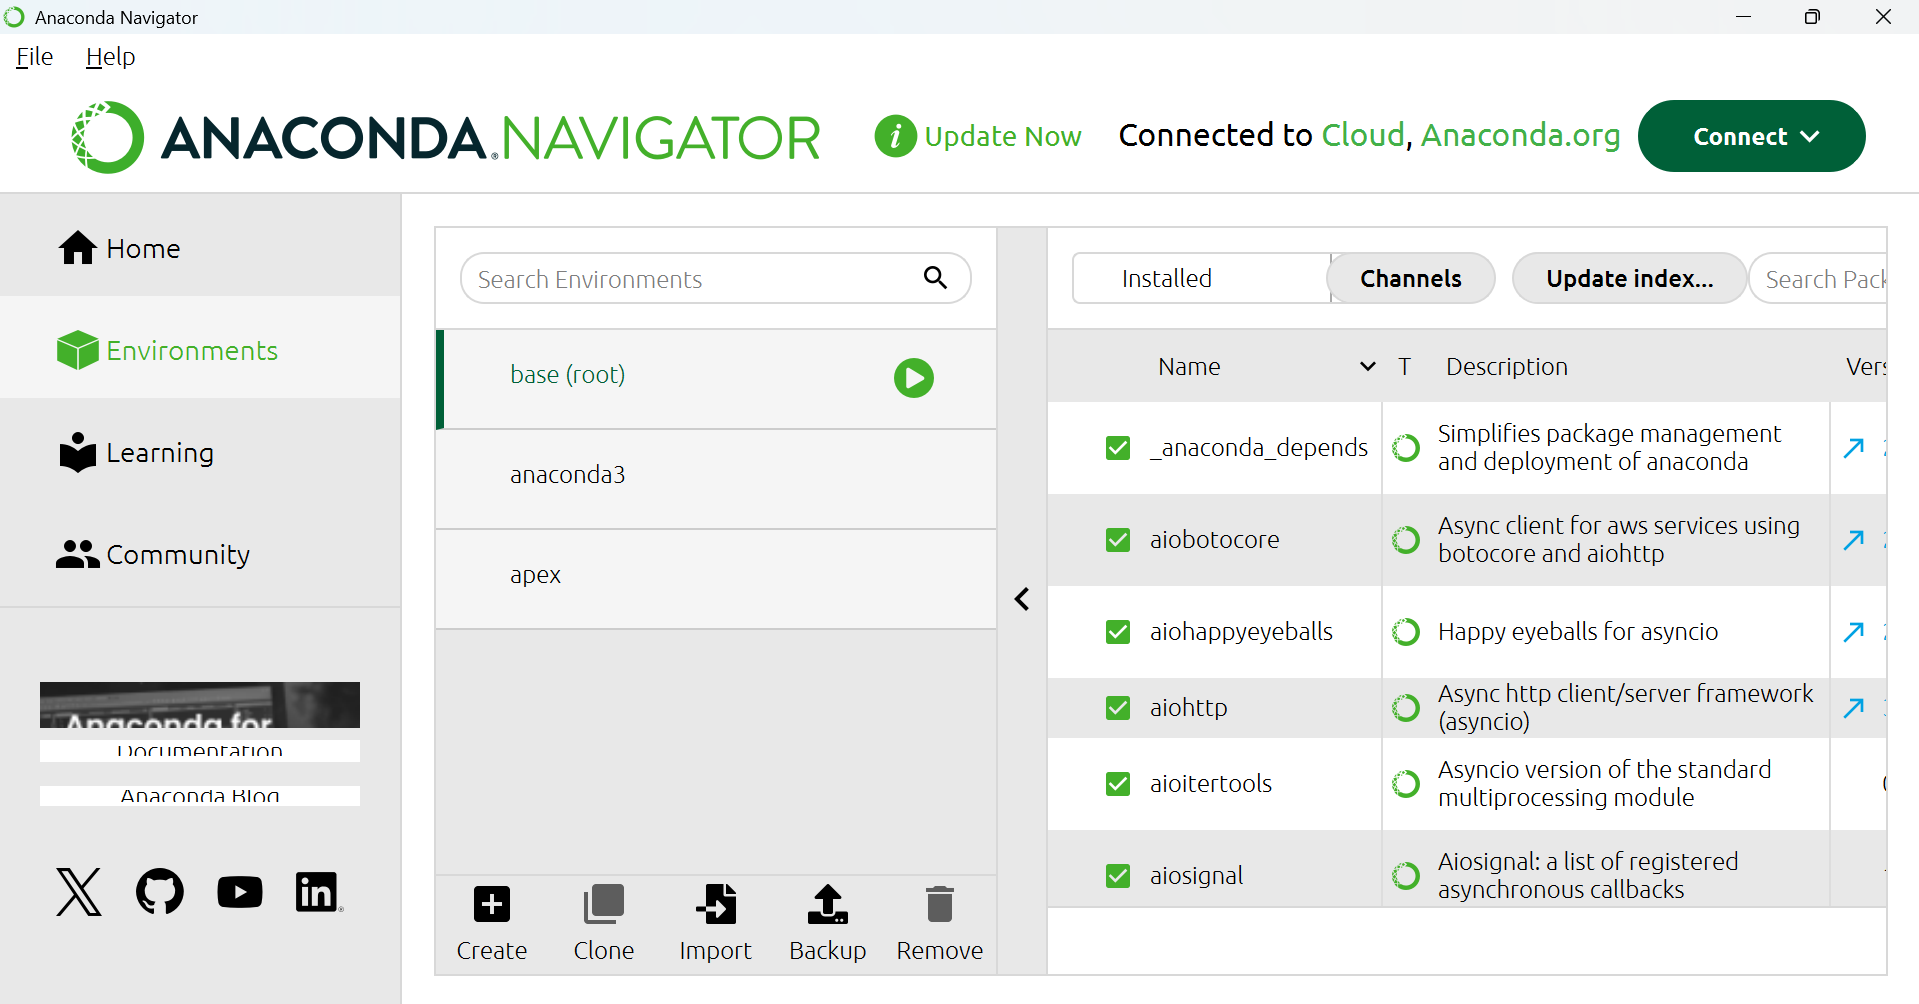 Anaconda Navigator
File Help
ANACONDA.NAVIGATOR
Update Now
Connected to Cloud, Anaconda.org
Connect
Home
Environments
Learning
Community
Anaconda for
Documentation
Anaconda Blog
Search Environments
base (root)
anaconda3
apex
Create Clone Import Backup Remove
Installed Channels Update index... Search Pack
Name T Description Vers
_anaconda_depends
Simplifies package management
and deployment of anaconda
aiobotocore
Async client for aws services using
botocore and aiohttp
aiohappyeyeballs
Happy eyeballs for asyncio
aiohttp
Async http client/server framework
(asyncio)
aioitertools
Asyncio version of the standard
multiprocessing module
aiosignal
Aiosignal: a list of registered
asynchronous callbacks